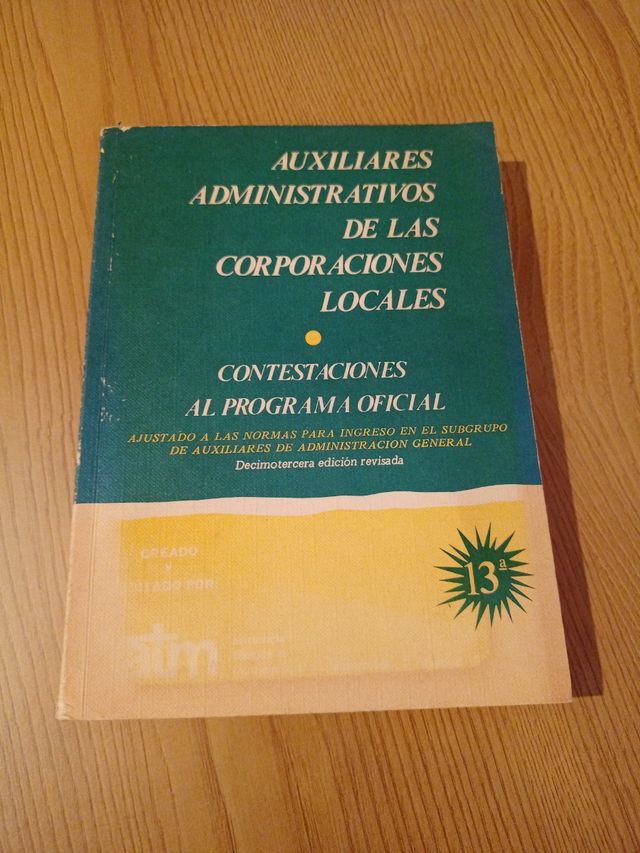 AUXILIARES
ADMINISTRATIVOS
DE LAS
CORPORACIONES
LOCALES
CONTESTACIONES
AL PROGRAMA OFICIAL
AJUSTADO A LAS NORMAS PARA INGRESO EN EL SUBGRUPO
DE AUXILIARES DE ADMINISTRACION GENERAL
Decimotercera edición revisada
13ª
CREADO
Y
POR
atm